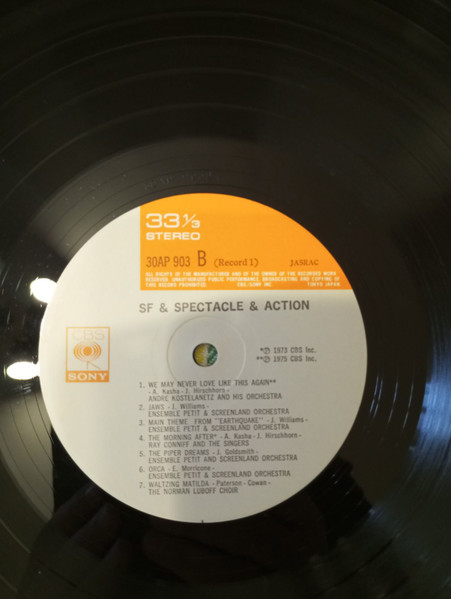 33 1/3
STEREO
30AP 903 B (Record 1) JASRAC
ALL RIGHTS OF THE MANUFACTURER AND OF THE OWNER OF THE RECORDED WORK
RESERVED UNAUTHORIZED PUBLIC PERFORMANCE, BROADCASTING AND COPYING OF
THIS RECORD PROHIBITED CBS/SONY INC. TOKYO JAPAN
SF & SPECTACLE & ACTION
CBS
SONY
*℗ 1973 CBS Inc.
**℗ 1975 CBS Inc.
1. WE MAY NEVER LOVE LIKE THIS AGAIN**
- A. Kasha - J. Hirschhorn -
ANDRE KOSTELANETZ AND HIS ORCHESTRA
2. JAWS - J. Williams -
ENSEMBLE PETIT & SCREENLAND ORCHESTRA
3. MAIN THEME FROM "EARTHQUAKE" - J. Williams -
ENSEMBLE PETIT & SCREENLAND ORCHESTRA
4. THE MORNING AFTER* - A. Kasha - J. Hirschhorn -
RAY CONNIFF AND THE SINGERS
5. THE PIPER DREAMS - J. Goldsmith -
ENSEMBLE PETIT AND SCREENLAND ORCHESTRA
6. ORCA - E. Morricone -
ENSEMBLE PETIT & SCREENLAND ORCHESTRA
7. WALTZING MATILDA - Paterson - Cowan -
THE NORMAN LUBOFF CHOIR